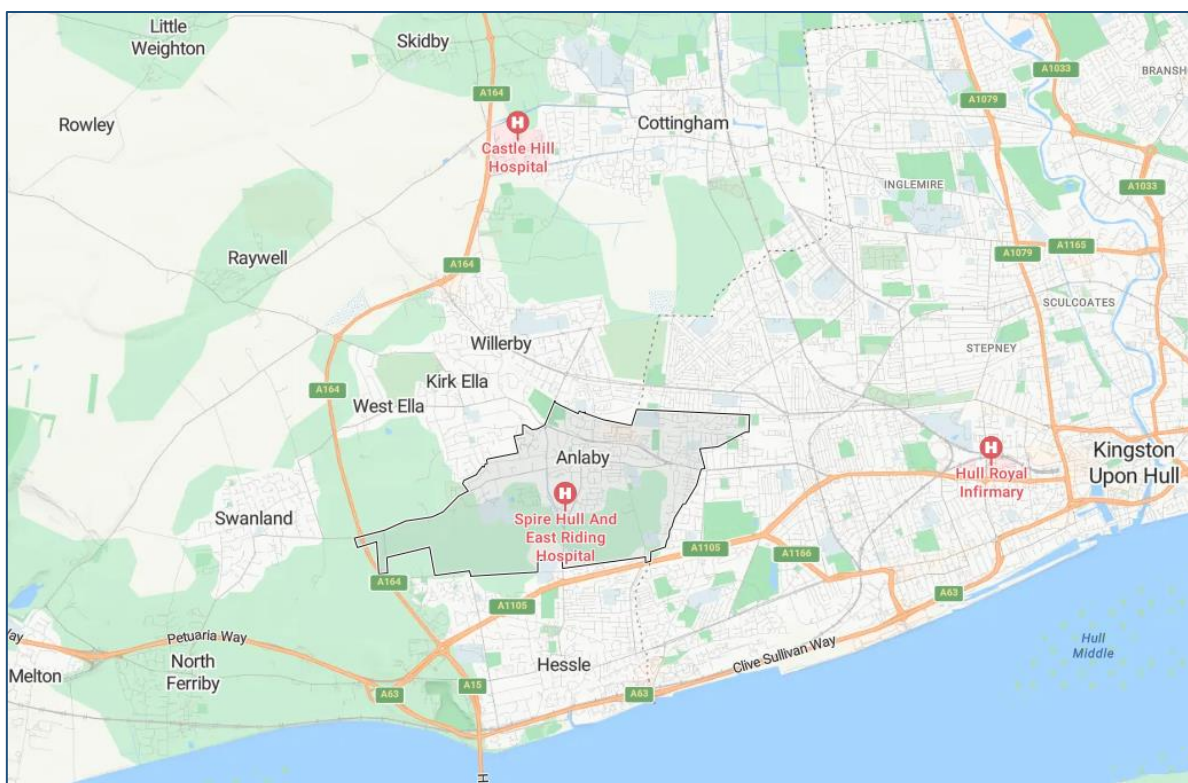 Little
Weighton
Skidby
A164
A1033
BRANSH
A1079
Rowley
Castle Hill
Hospital
Cottingham
INGLEMIRE
A1033
Raywell
A164
A1079
A1165
SCULCOATES
Willerby
STEPNEY
Kirk Ella
A164
West Ella
Anlaby
H
Hull Royal
Infirmary
Kingston
Upon Hull
H
Spire Hull And
East Riding
Hospital
Swanland
A1105
A1166
A164
A63
A1105
Petuaria Way
Way
Clive Sullivan Way
Hull
Middle
Melton
North
Ferriby
Hessle
A15
A63
A63
H
H